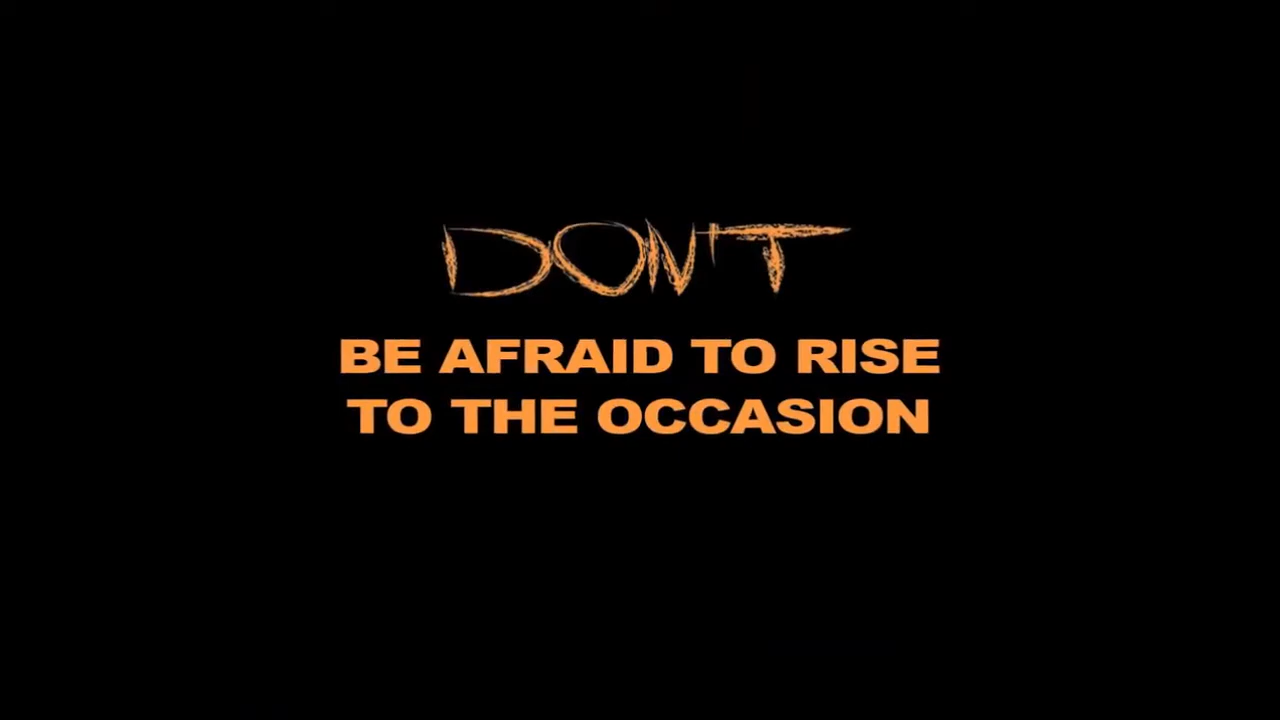 DON'T
BE AFRAID TO RISE
TO THE OCCASION